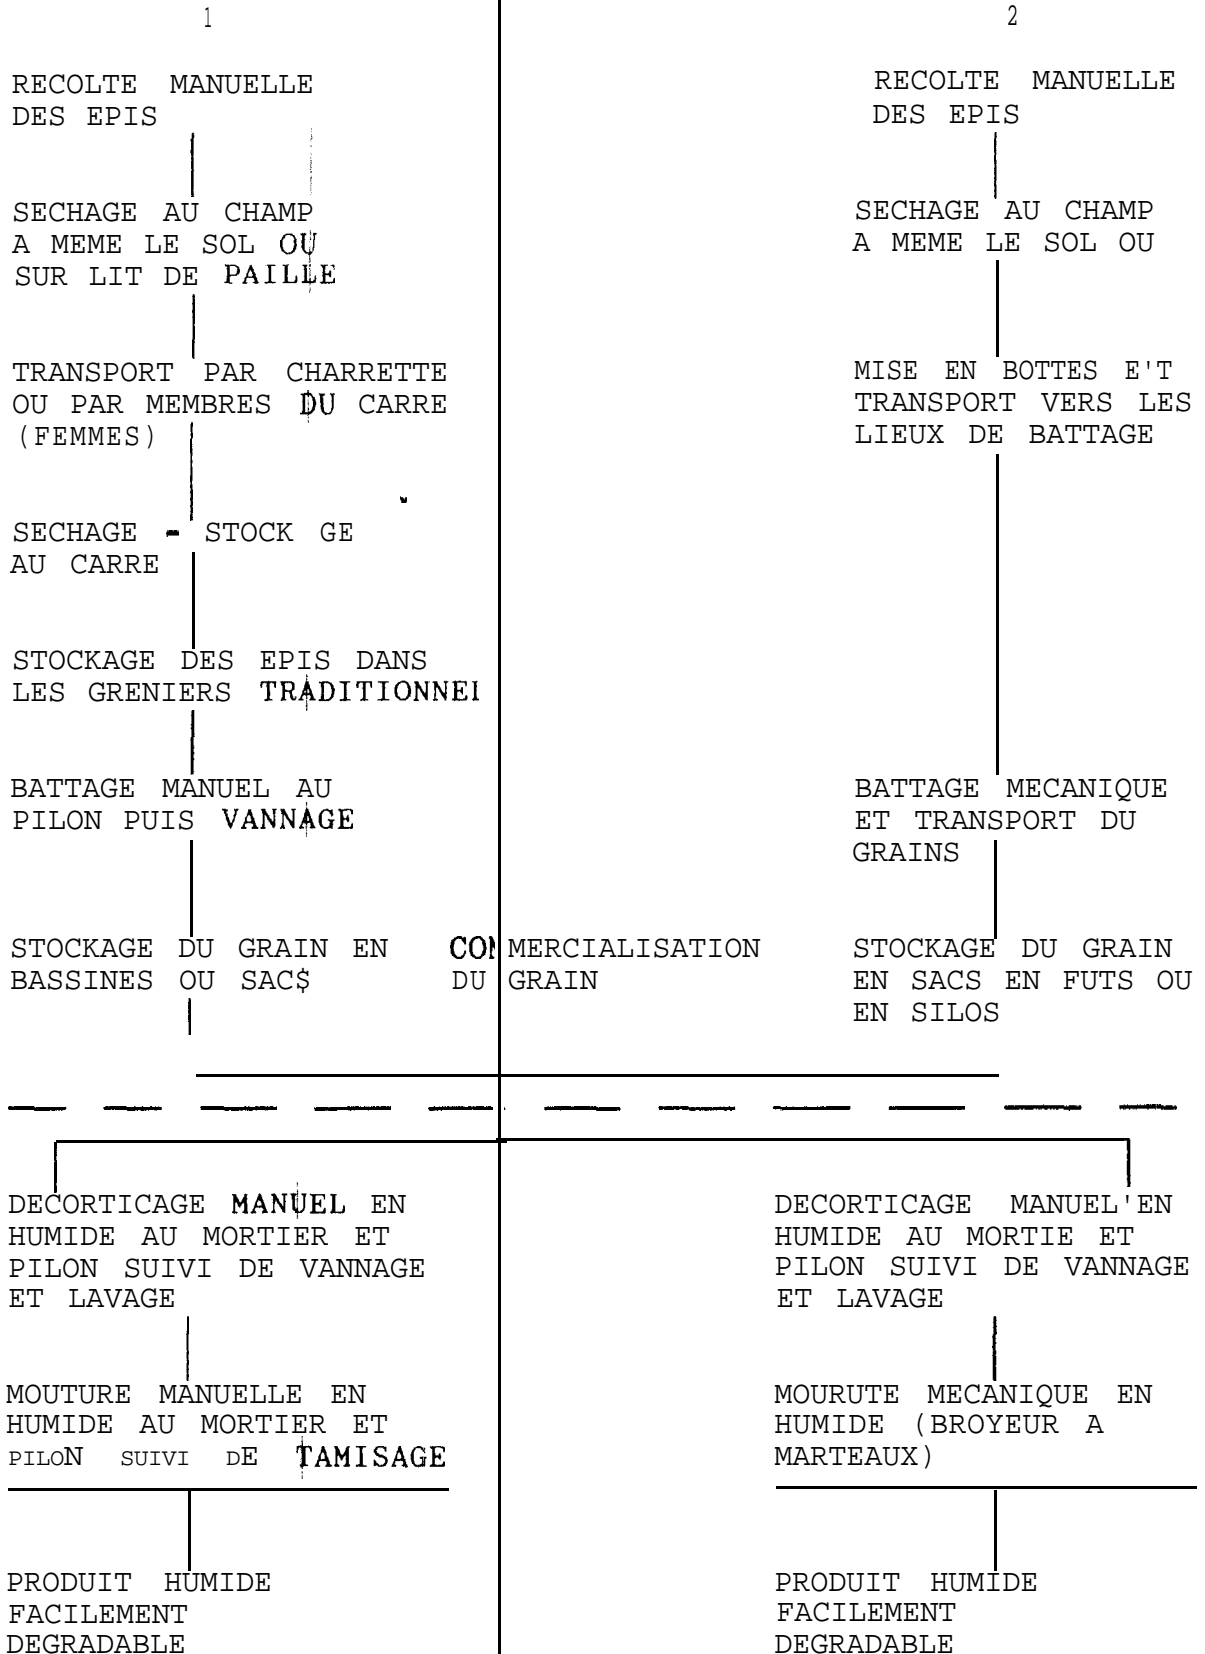 1
RECOLTE MANUELLE
DES EPIS
SECHAGE AU CHAMP
A MEME LE SOL OU
SUR LIT DE PAILLE
TRANSPORT PAR CHARRETTE
OU PAR MEMBRES DU CARRE
(FEMMES)
SECHAGE - STOCK GE
AU CARRE
STOCKAGE DES EPIS DANS
LES GRENIERS TRADITIONNEI
BATTAGE MANUEL AU
PILON PUIS VANNAGE
STOCKAGE DU GRAIN EN
BASSINES OU SAC$
COMMERCIALISATION
DU GRAIN
2
RECOLTE MANUELLE
DES EPIS
SECHAGE AU CHAMP
A MEME LE SOL OU
MISE EN BOTTES E'T
TRANSPORT VERS LES
LIEUX DE BATTAGE
BATTAGE MECANIQUE
ET TRANSPORT DU
GRAINS
STOCKAGE DU GRAIN
EN SACS EN FUTS OU
EN SILOS
DECORTICAGE MANUEL EN
HUMIDE AU MORTIER ET
PILON SUIVI DE VANNAGE
ET LAVAGE
MOUTURE MANUELLE EN
HUMIDE AU MORTIER ET
PILON SUIVI DE TAMISAGE
PRODUIT HUMIDE
FACILEMENT
DEGRADABLE
DECORTICAGE MANUEL'EN
HUMIDE AU MORTIE ET
PILON SUIVI DE VANNAGE
ET LAVAGE
MOURUTE MECANIQUE EN
HUMIDE (BROYEUR A
MARTEAUX)
PRODUIT HUMIDE
FACILEMENT
DEGRADABLE